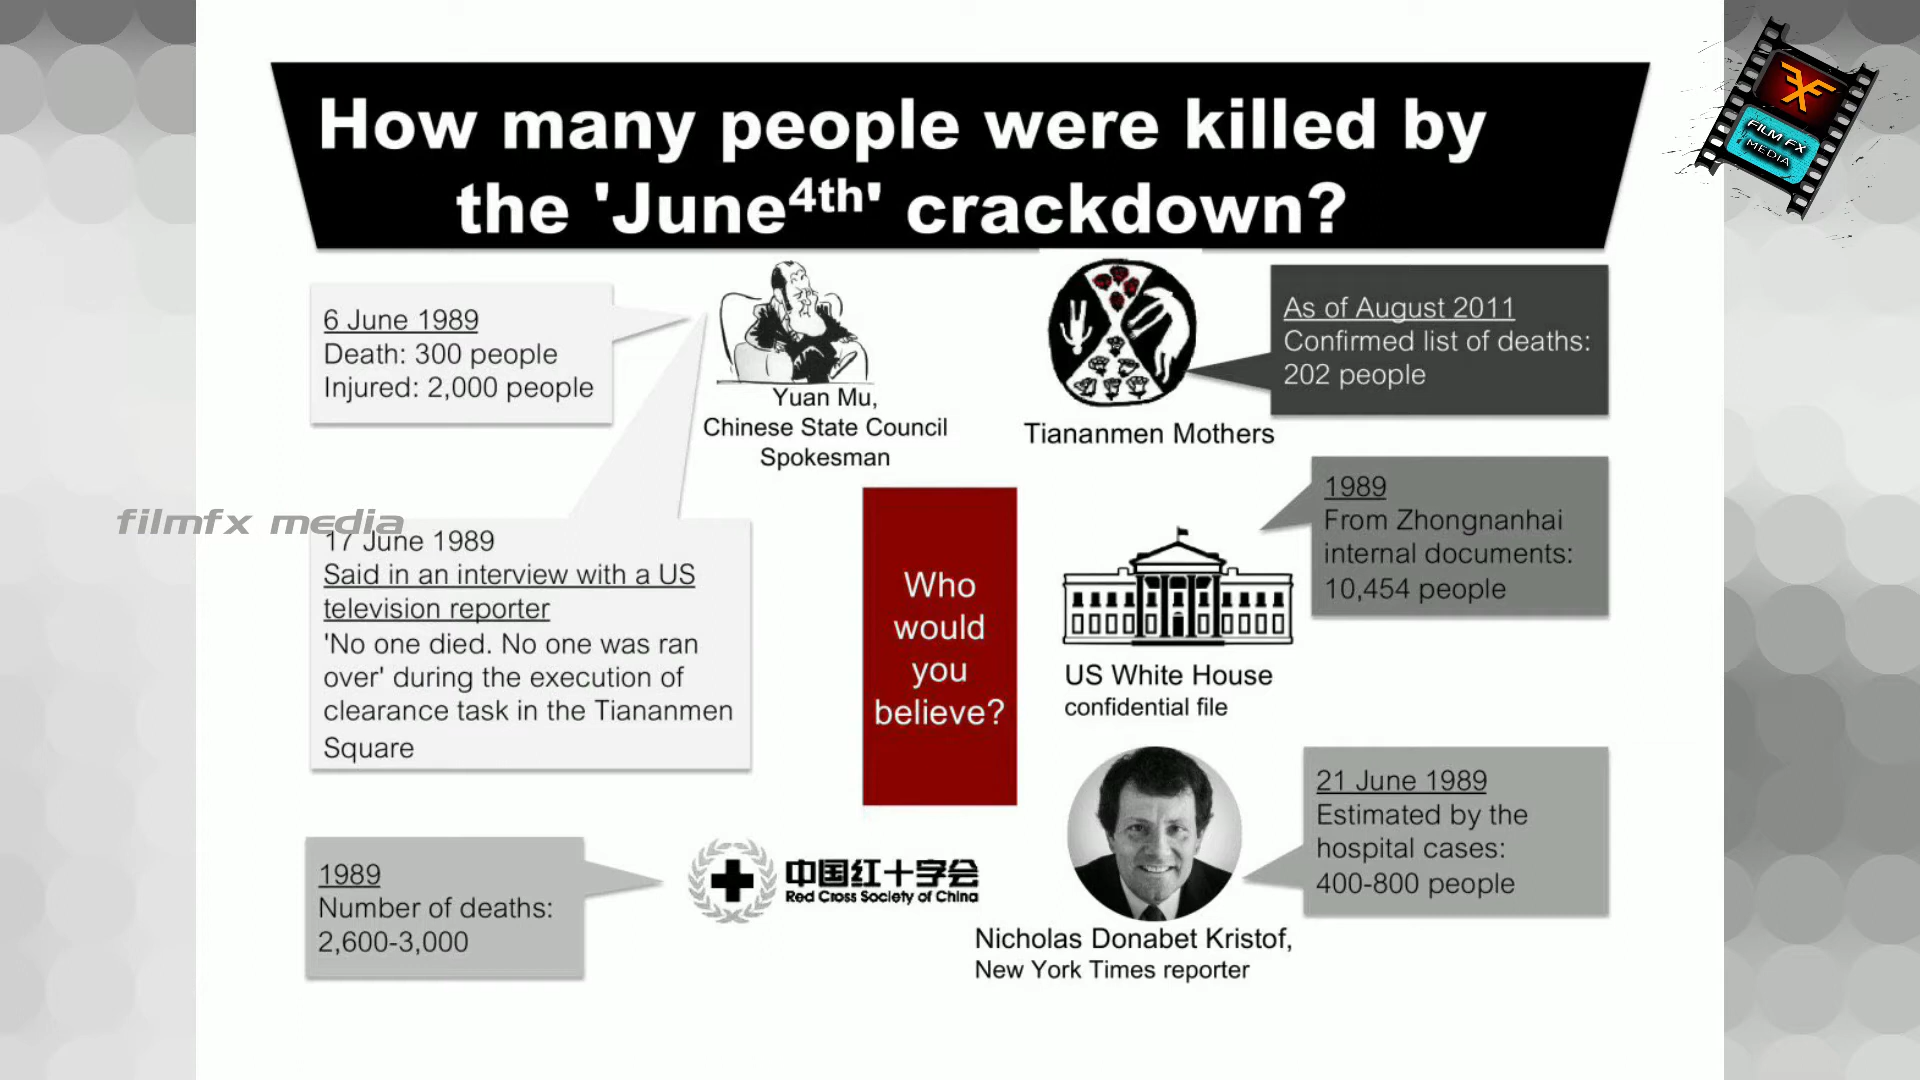 How many people were killed by
the 'June4th' crackdown?
FILM FX
MEDIA
6 June 1989
Death: 300 people
Injured: 2,000 people
Yuan Mu,
Chinese State Council
Spokesman
Tiananmen Mothers
As of August 2011
Confirmed list of deaths:
202 people
filmfx media
17 June 1989
Said in an interview with a US
television reporter
'No one died. No one was ran
over' during the execution of
clearance task in the Tiananmen
Square
Who
would
you
believe?
1989
From Zhongnanhai
internal documents:
10,454 people
US White House
confidential file
1989
Number of deaths:
2,600-3,000
中国红十字会
Red Cross Society of China
21 June 1989
Estimated by the
hospital cases:
400-800 people
Nicholas Donabet Kristof,
New York Times reporter